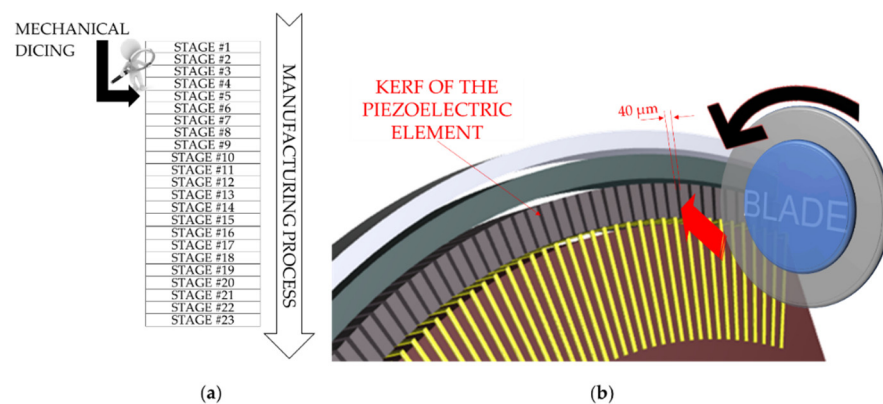 MECHANICAL
DICING
STAGE #1
STAGE #2
STAGE #3
STAGE #4
STAGE #5
STAGE #6
STAGE #7
STAGE #8
STAGE #9
STAGE #10
STAGE #11
STAGE #12
STAGE #13
STAGE #14
STAGE #15
STAGE #16
STAGE #17
STAGE #18
STAGE #19
STAGE #20
STAGE #21
STAGE #22
STAGE #23
MANUFACTURING PROCESS
(a)
KERF OF THE
PIEZOELECTRIC
ELEMENT
40 μm
BLADE
(b)